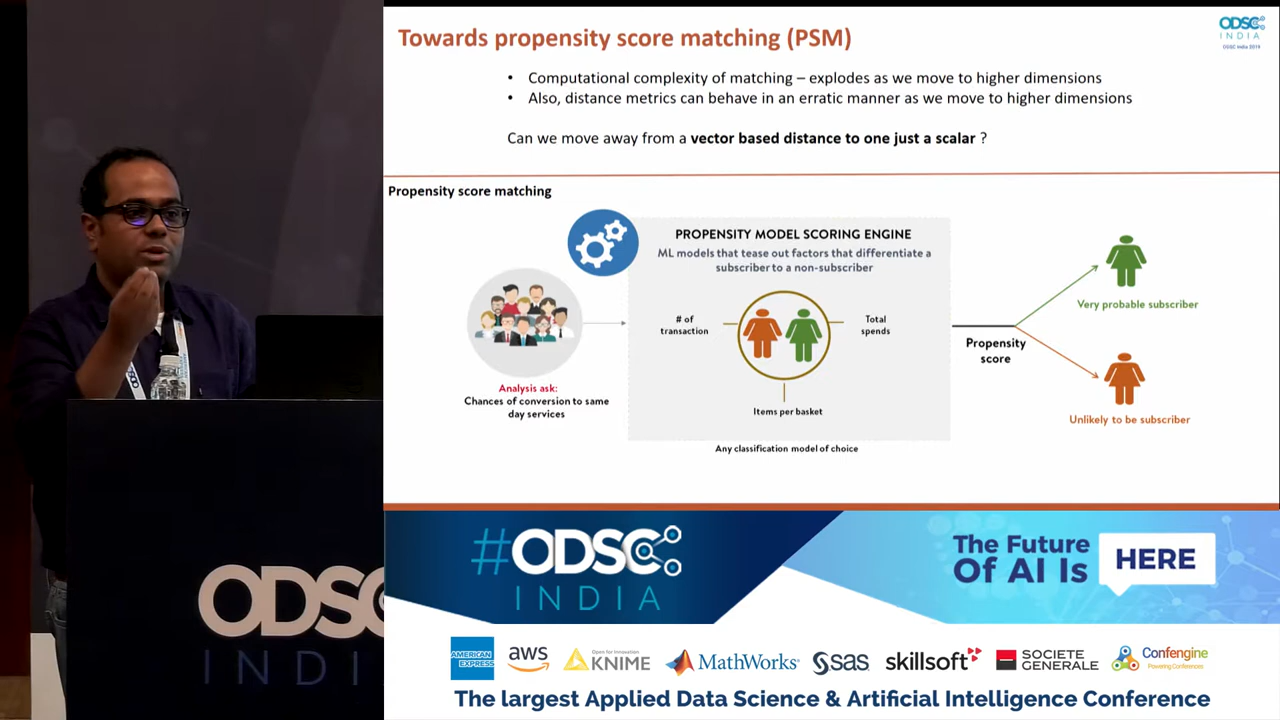 Towards propensity score matching (PSM)
ODSC
INDIA
ODSC India 2019
• Computational complexity of matching – explodes as we move to higher dimensions
• Also, distance metrics can behave in an erratic manner as we move to higher dimensions
Can we move away from a vector based distance to one just a scalar ?
Propensity score matching
PROPENSITY MODEL SCORING ENGINE
ML models that tease out factors that differentiate a
subscriber to a non-subscriber
# of
transaction
Total
spends
Items per basket
Any classification model of choice
Analysis ask:
Chances of conversion to same
day services
Propensity
score
Very probable subscriber
Unlikely to be subscriber
ODSC
INDI
#ODSC
INDIA
The Future
Of AI Is
HERE
AMERICAN
EXPRESS
aws
Open for Innovation
KNIME
MathWorks®
sas
skillsoft
SOCIETE
GENERALE
Confengine
Powering Conferences
The largest Applied Data Science & Artificial Intelligence Conference